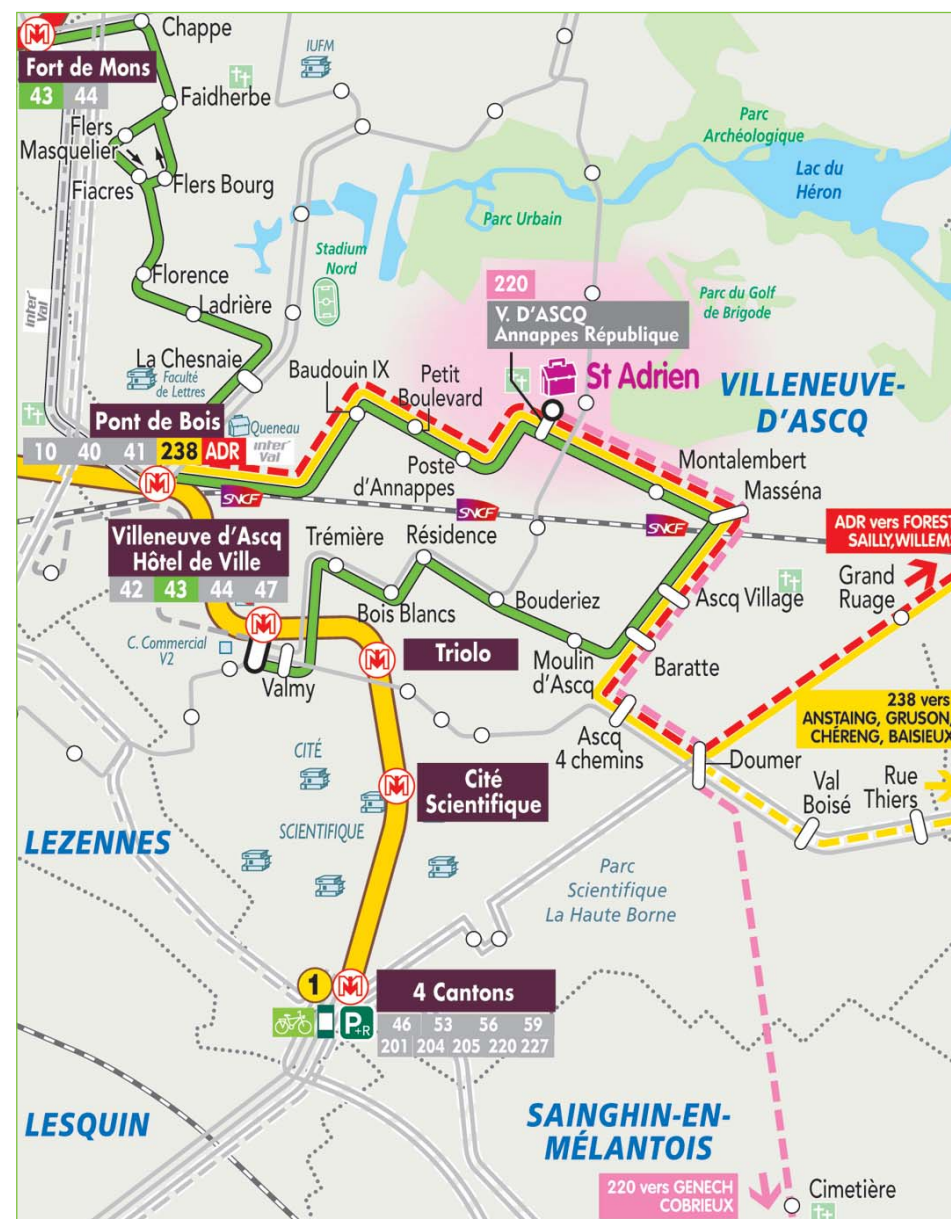 Chappe
IUFM
Fort de Mons
43 44
Faidherbe
Flers
Masquelier
Fiacres
Flers Bourg
Parc
Archéologique
Lac du
Héron
Parc Urbain
Florence
Ladrière
Stadium
Nord
Inter Val
220
V. D'ASCQ
Annappes République
Parc du Golf
de Brigode
La Chesnaie
Faculté
de Lettres
Baudouin IX
Petit
Boulevard
St Adrien
VILLENEUVE-
D'ASCQ
Pont de Bois
Queneau
10 40 41 238 ADR inter Val
Poste
d'Annappes
Montalembert
Masséna
SNCF
SNCF
SNCF
Villeneuve d'Ascq
Hôtel de Ville
42 43 44 47
Trémière
Résidence
ADR vers FOREST
SAILLY,WILLEMS
Grand
Ruage
Bois Blancs
Bouderiez
Ascq Village
C. Commercial
V2
Valmy
Triolo
Moulin
d'Ascq
Baratte
238 vers
ANSTAING, GRUSON,
CHÉRENG, BAISIEUX
Ascq
4 chemins
Doumer
CITÉ
SCIENTIFIQUE
Cité
Scientifique
Val
Boisé
Rue
Thiers
LEZENNES
Parc
Scientifique
La Haute Borne
1
4 Cantons
P+R
46 53 56 59
201 204 205 220 227
LESQUIN
SAINGHIN-EN-
MÉLANTOIS
220 vers GENECH
COBRIEUX
Cimetière